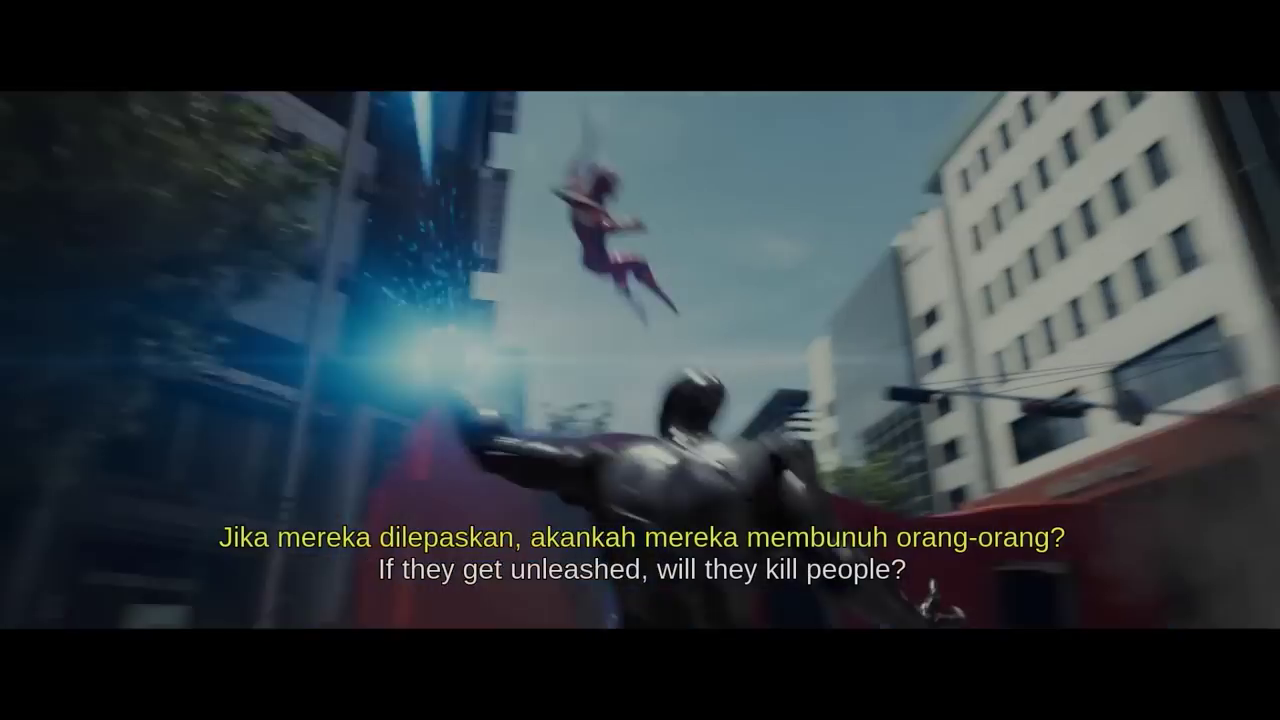 Jika mereka dilepaskan, akankah mereka membunuh orang-orang?
If they get unleashed, will they kill people?